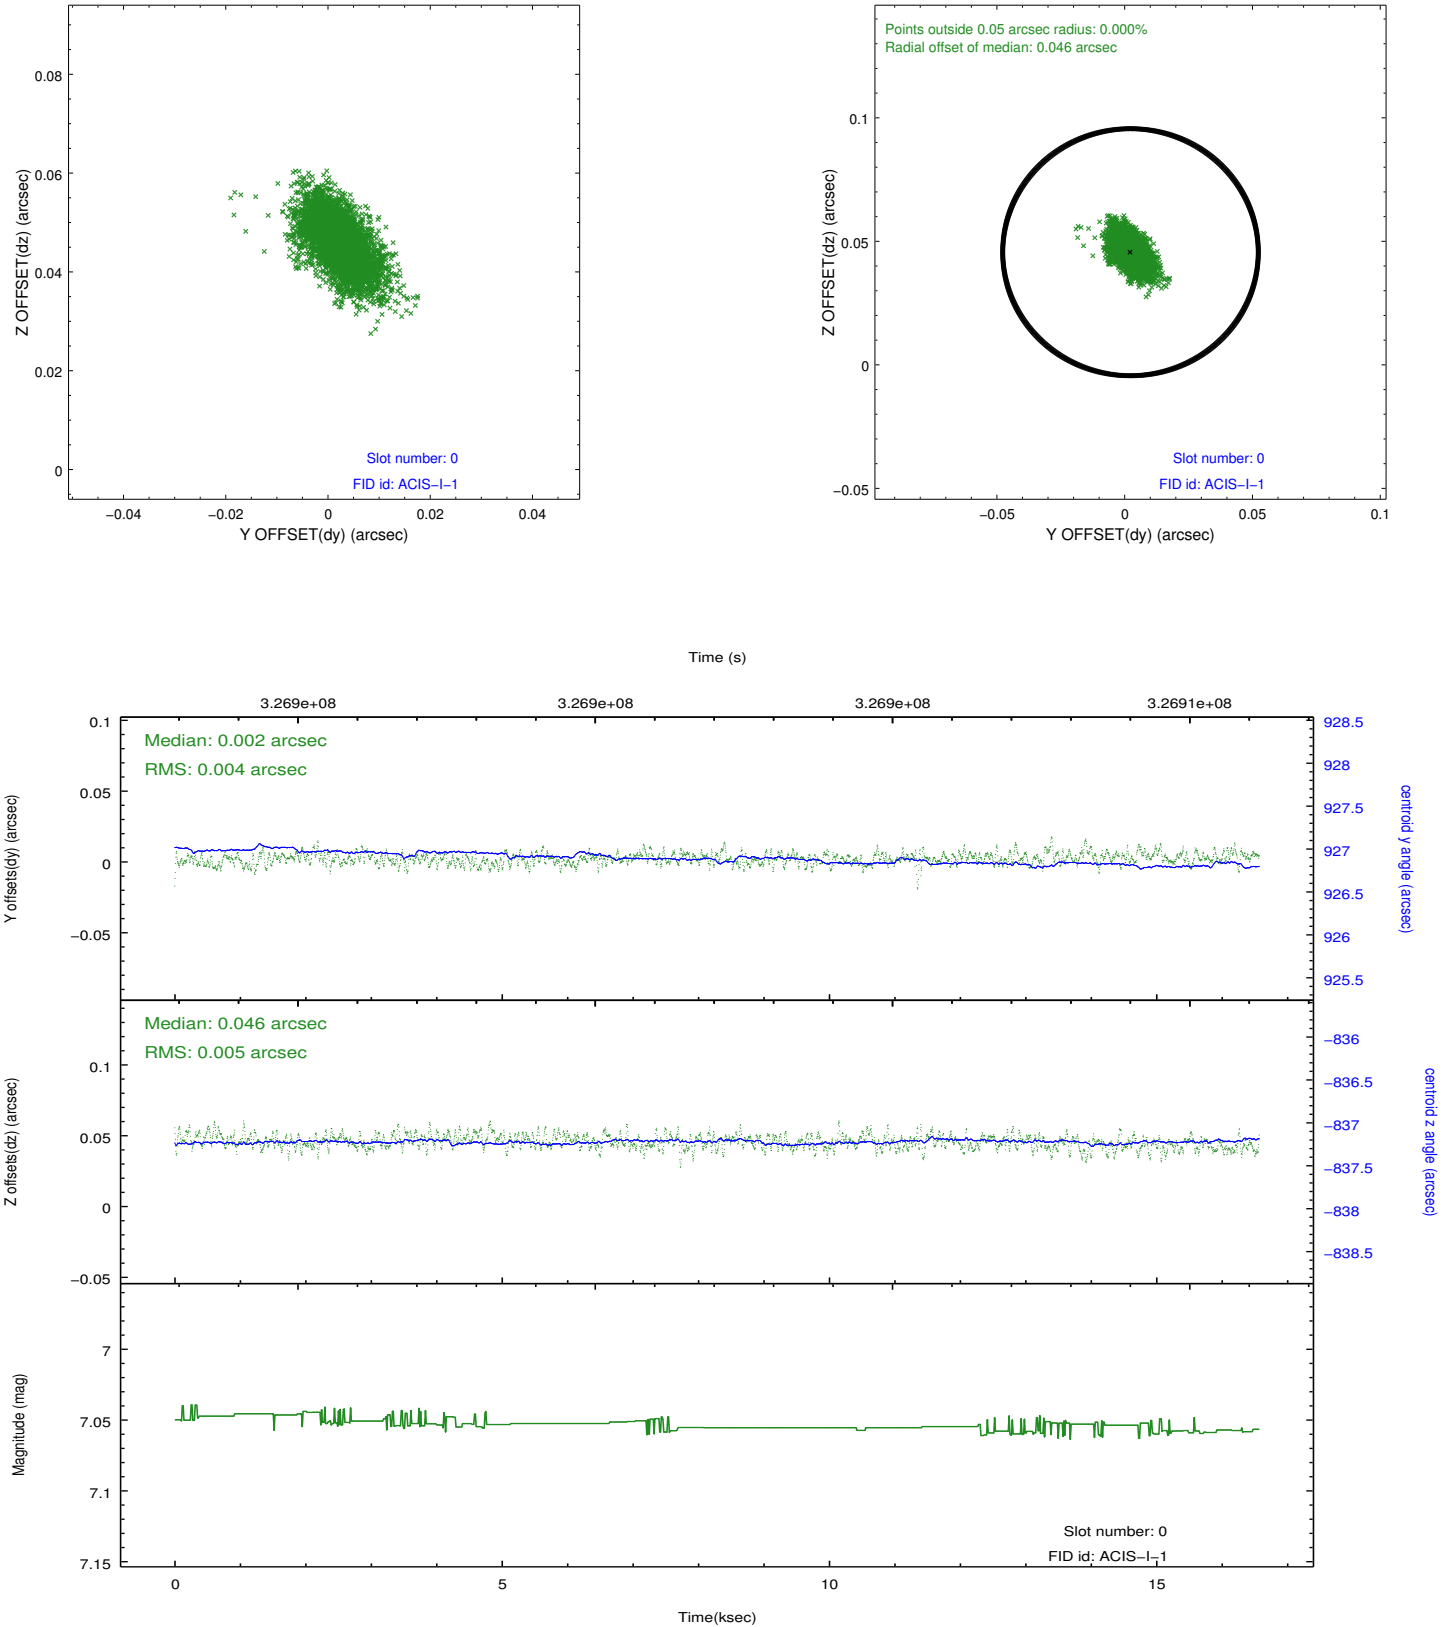 0.08
0.06
0.04
0.02
0
−0.04
−0.02
0
0.02
0.04
Z OFFSET(dz) (arcsec)
Y OFFSET(dy) (arcsec)
Slot number: 0
FID id: ACIS−I−1
Points outside 0.05 arcsec radius: 0.000%
Radial offset of median: 0.046 arcsec
0.1
0.05
0
−0.05
−0.05
0
0.05
0.1
Z OFFSET(dz) (arcsec)
Y OFFSET(dy) (arcsec)
Slot number: 0
FID id: ACIS−I−1
Time (s)
3.269e+08
3.269e+08
3.269e+08
3.2691e+08
Median: 0.002 arcsec
RMS: 0.004 arcsec
0.1
0.05
0
−0.05
Y offsets(dy) (arcsec)
928.5
928
927.5
927
926.5
926
925.5
centroid y angle (arcsec)
Median: 0.046 arcsec
RMS: 0.005 arcsec
0.1
0.05
0
−0.05
Z offsets(dz) (arcsec)
−836
−836.5
−837
−837.5
−838
−838.5
centroid z angle (arcsec)
7
7.05
7.1
7.15
Magnitude (mag)
Slot number: 0
FID id: ACIS−I−1
0
5
10
15
Time(ksec)